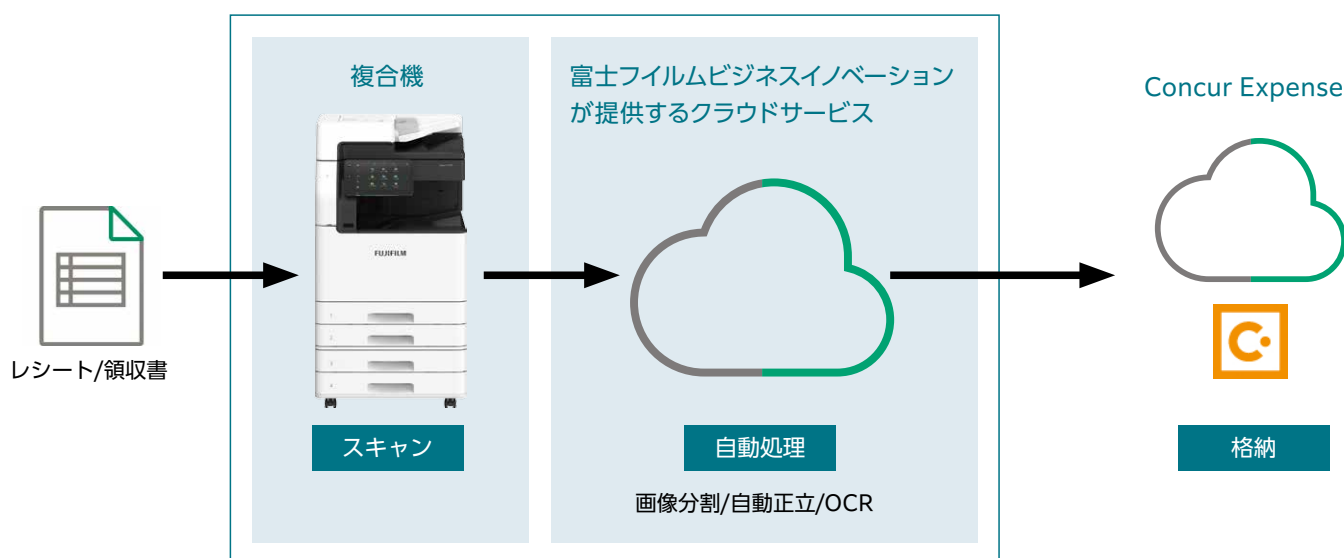 複合機
富士フイルムビジネスイノベーション
が提供するクラウドサービス
Concur Expense
FUJIFILM
レシート/領収書
スキャン
自動処理
格納
画像分割/自動正立/OCR